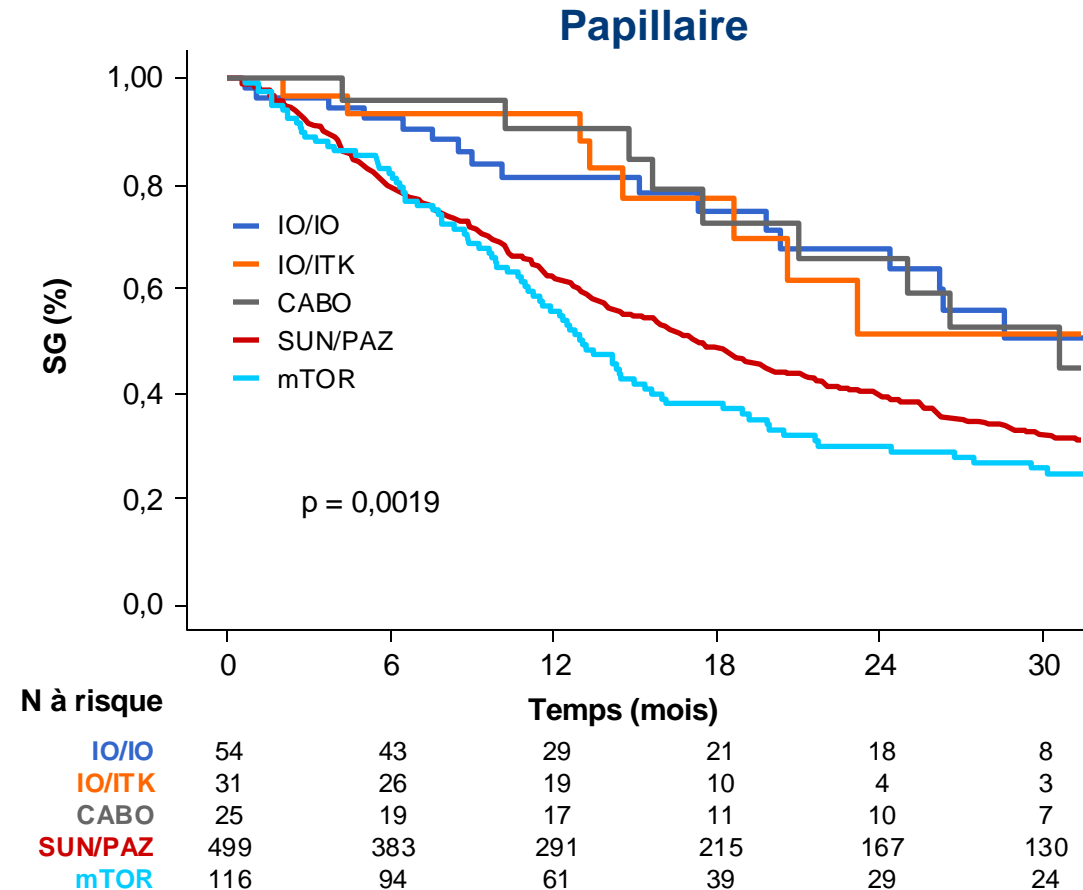 Papillaire
SG (%)
1,00
0,8
0,6
0,4
0,2
0,0
IO/IO
IO/ITK
CABO
SUN/PAZ
mTOR
p = 0,0019
0 6 12 18 24 30
Temps (mois)
N à risque
IO/IO 54 43 29 21 18 8
IO/ITK 31 26 19 10 4 3
CABO 25 19 17 11 10 7
SUN/PAZ 499 383 291 215 167 130
mTOR 116 94 61 39 29 24